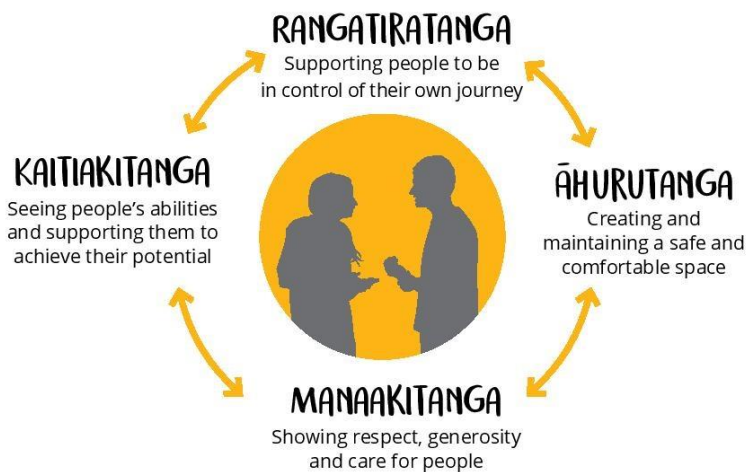 RANGATIRATANGA
Supporting people to be
in control of their own journey
KAITIAKITANGA
Seeing people's abilities
and supporting them to
achieve their potential
ĀHURUTANGA
Creating and
maintaining a safe and
comfortable space
MANAAKITANGA
Showing respect, generosity
and care for people